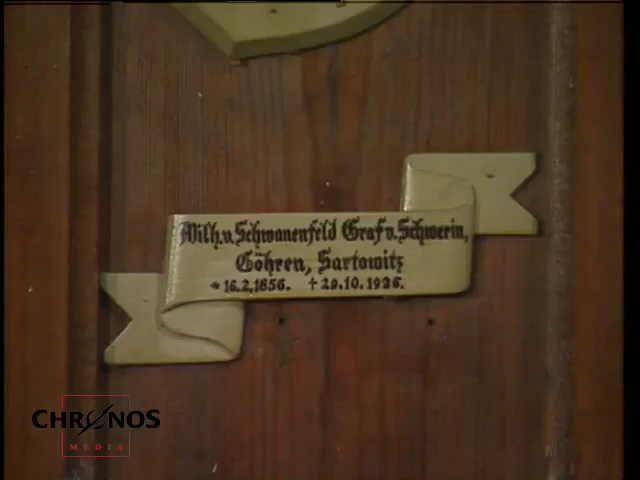 Wilh.v.Schwanenfeld Graf v.Schwerin,
Göhren, Sartowitz
* 16.2.1856. † 29.10.1926.
CHRONOS
MEDIA